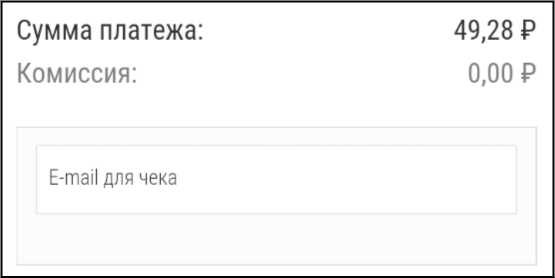 Сумма платежа: 49,28 ₽
Комиссия: 0,00 ₽
E-mail для чека